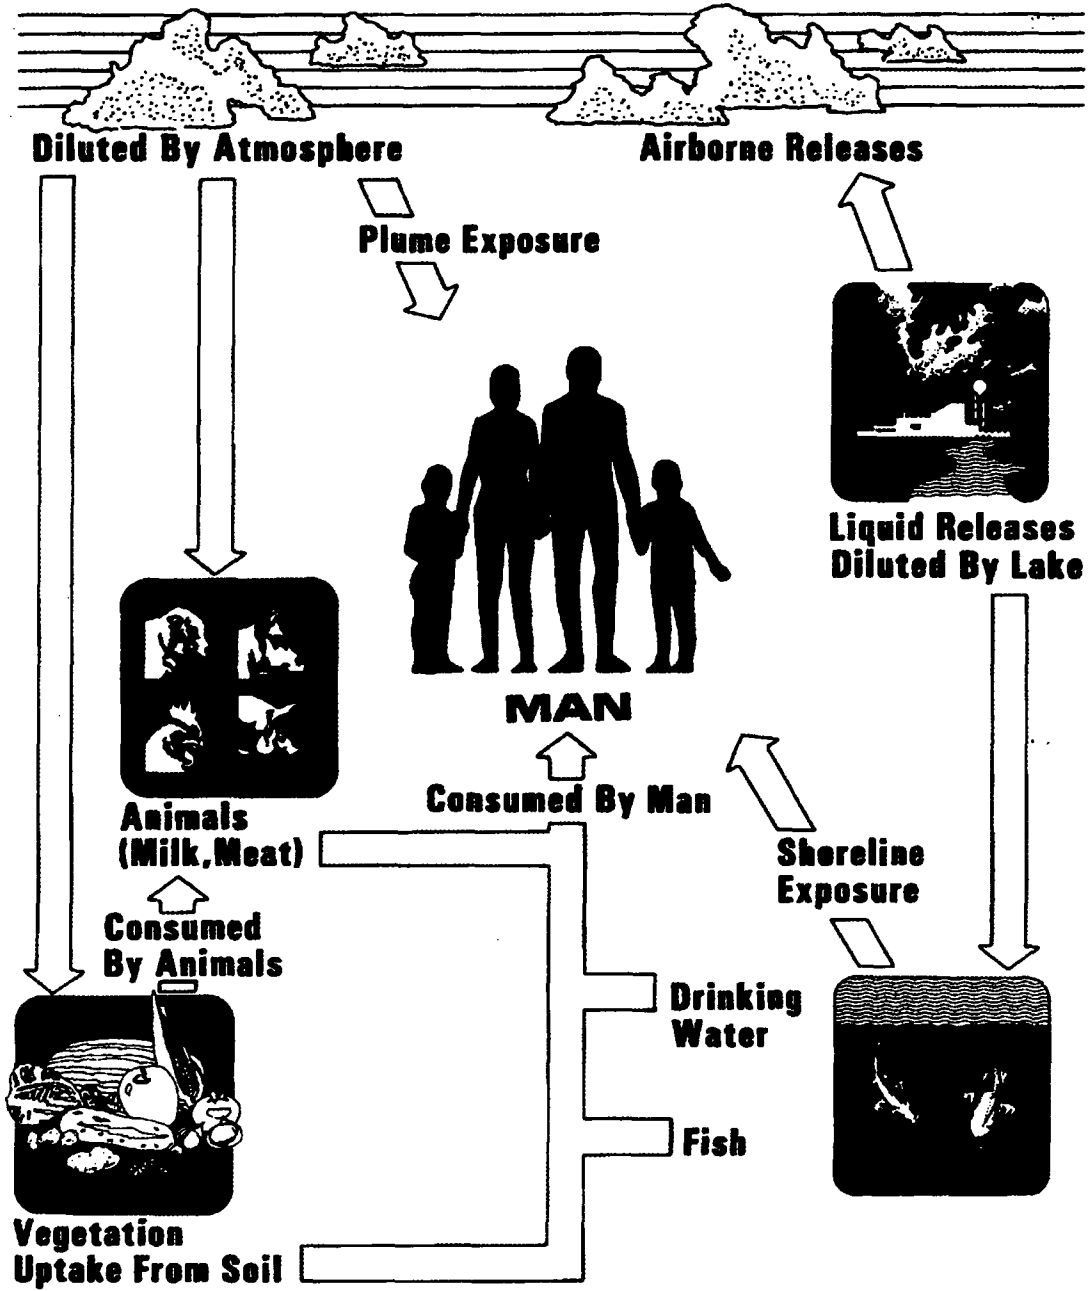 Diluted By Atmosphere
Airborne Releases
Plume Exposure
Liquid Releases
Diluted By Lake
MAN
Consumed By Man
Animals
(Milk,Meat)
Shoreline
Exposure
Consumed
By Animals
Drinking
Water
Fish
Vegetation
Uptake From Soil